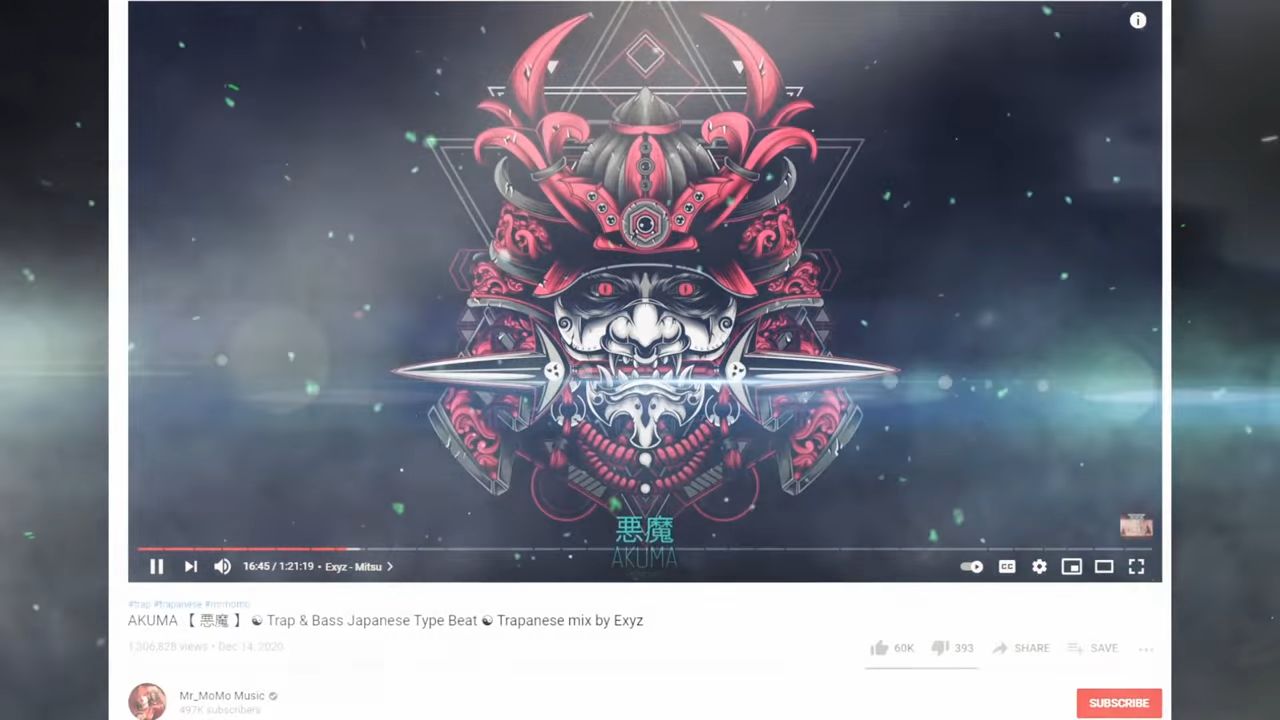 悪魔
AKUMA
16:45 / 1:21:19 • Exyz - Mitsu
CC
#trap #trapanese #mrmomo
AKUMA 【 悪魔 】 ☯ Trap & Bass Japanese Type Beat ☯ Trapanese mix by Exyz
1,306,828 views • Dec 14, 2020
60K 393 SHARE SAVE
Mr_MoMo Music
497K subscribers
SUBSCRIBE